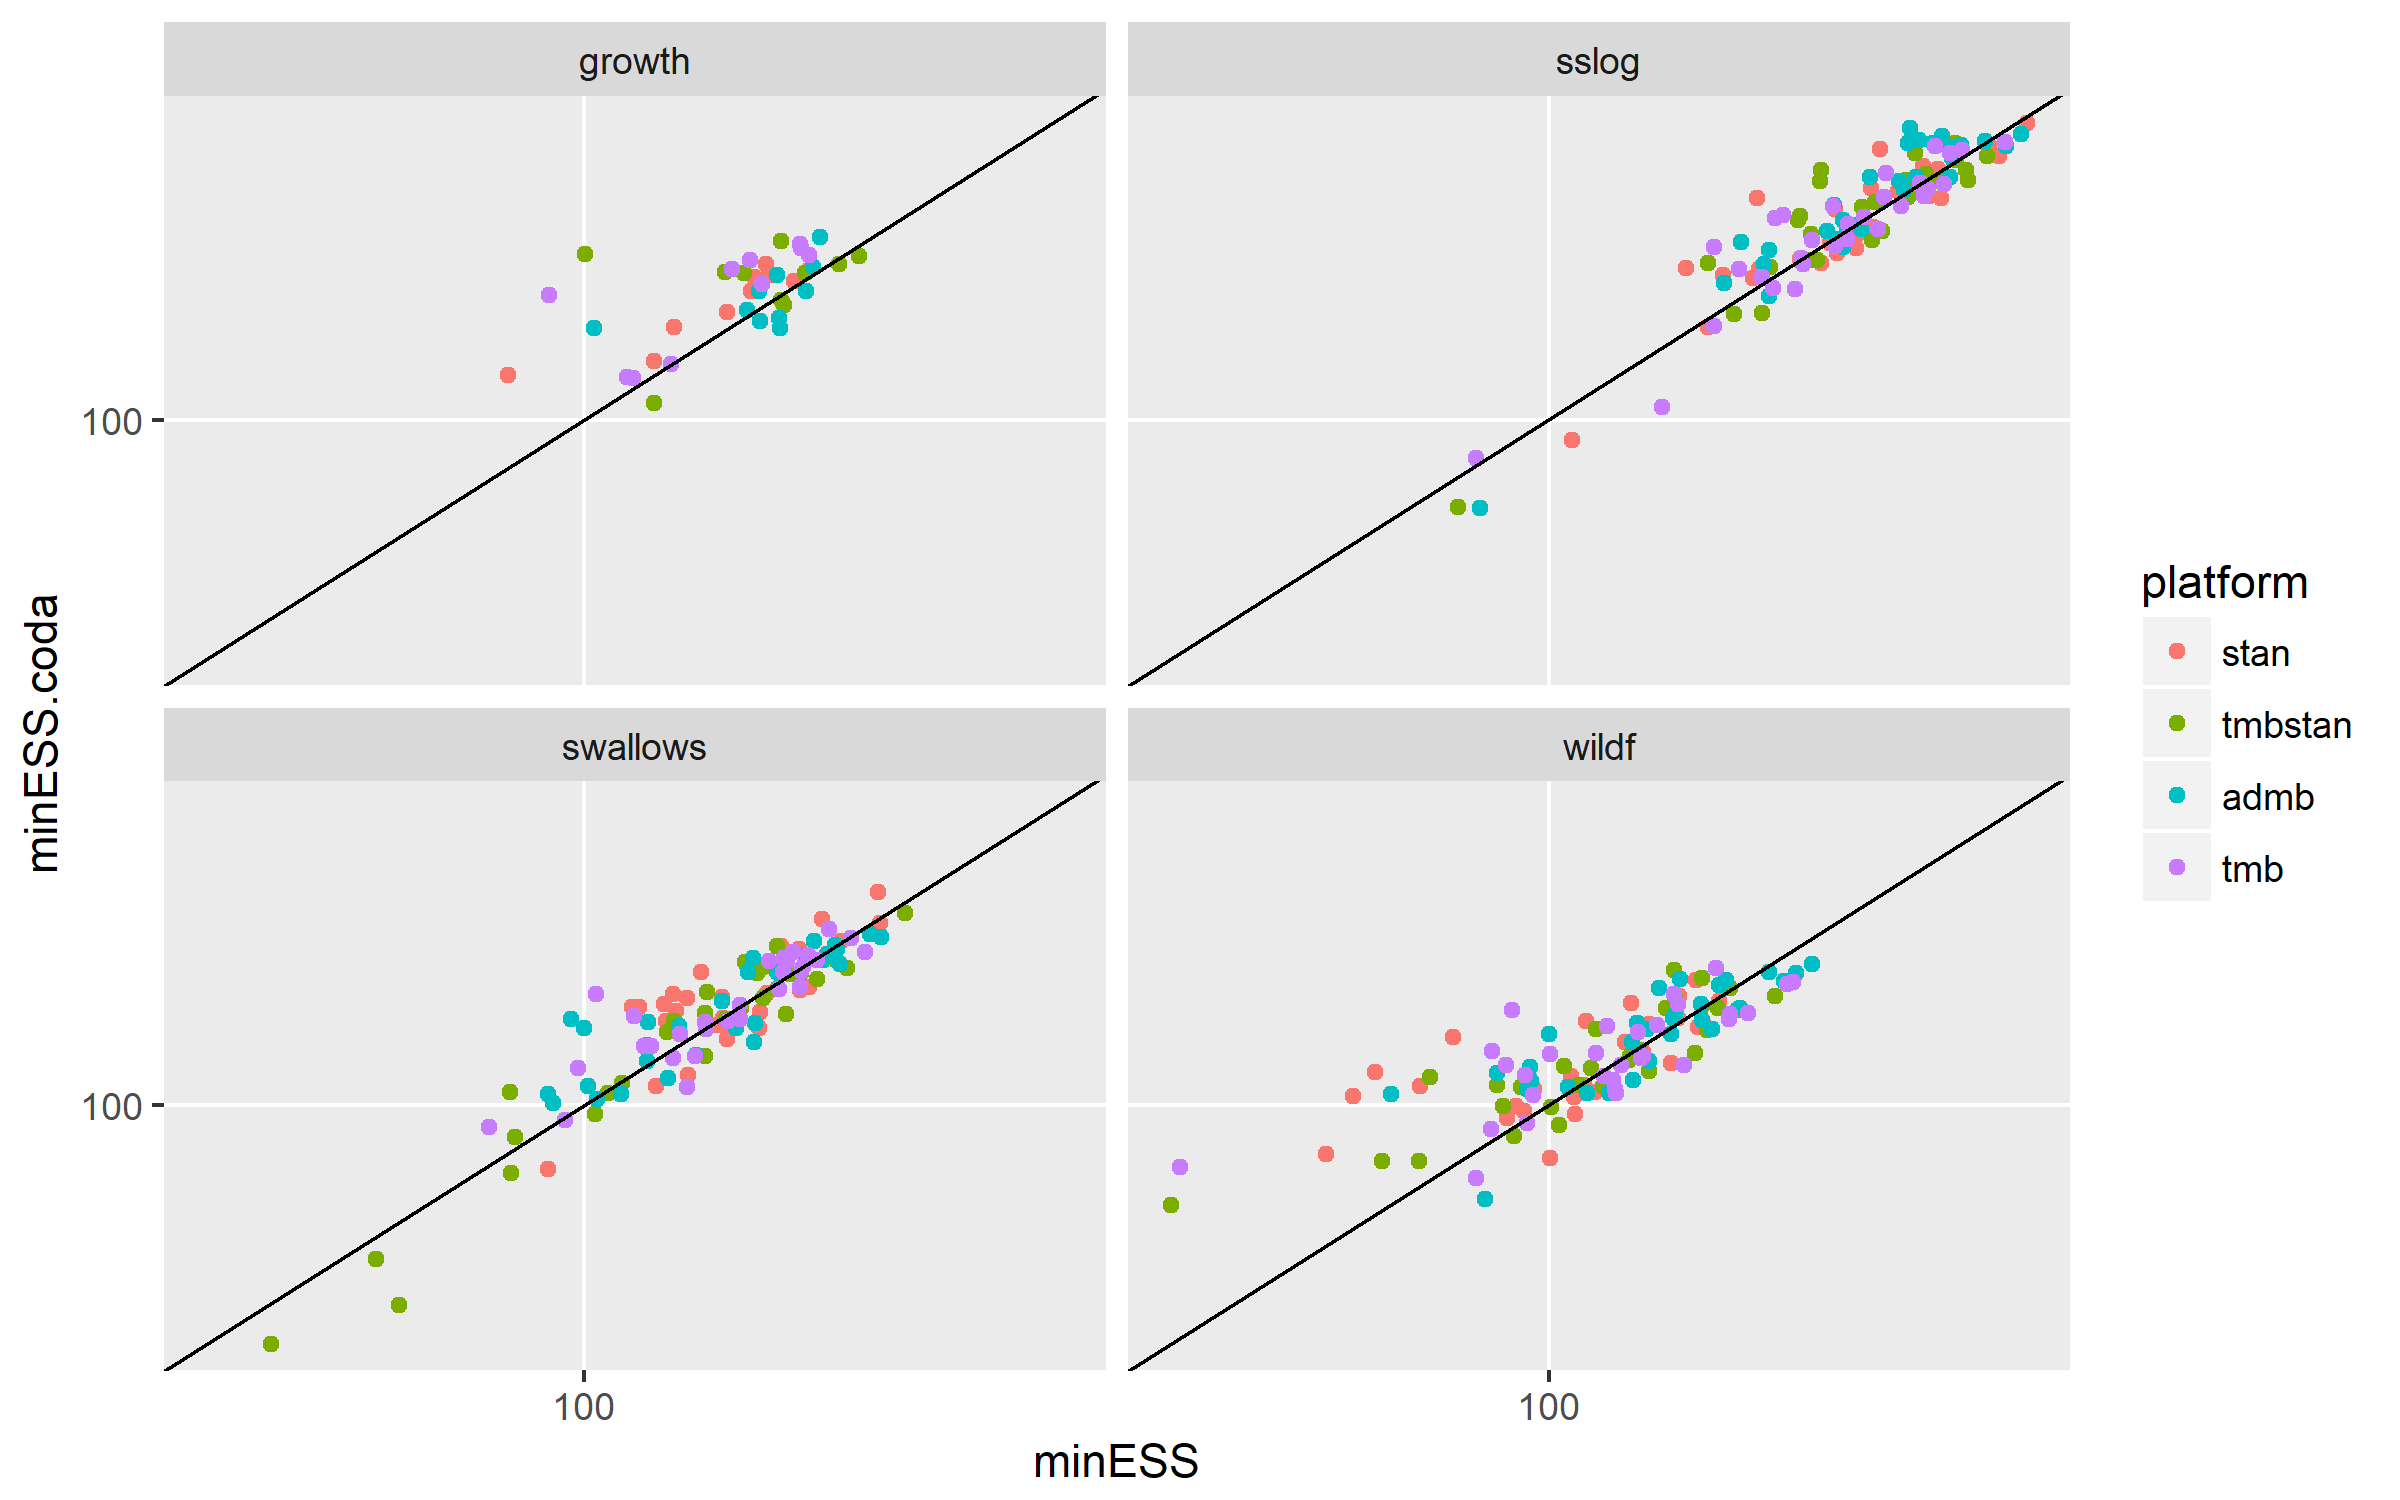 growth
sslog
100
swallows
wildf
100
100
100
minESS
minESS.coda
platform
stan
tmbstan
admb
tmb